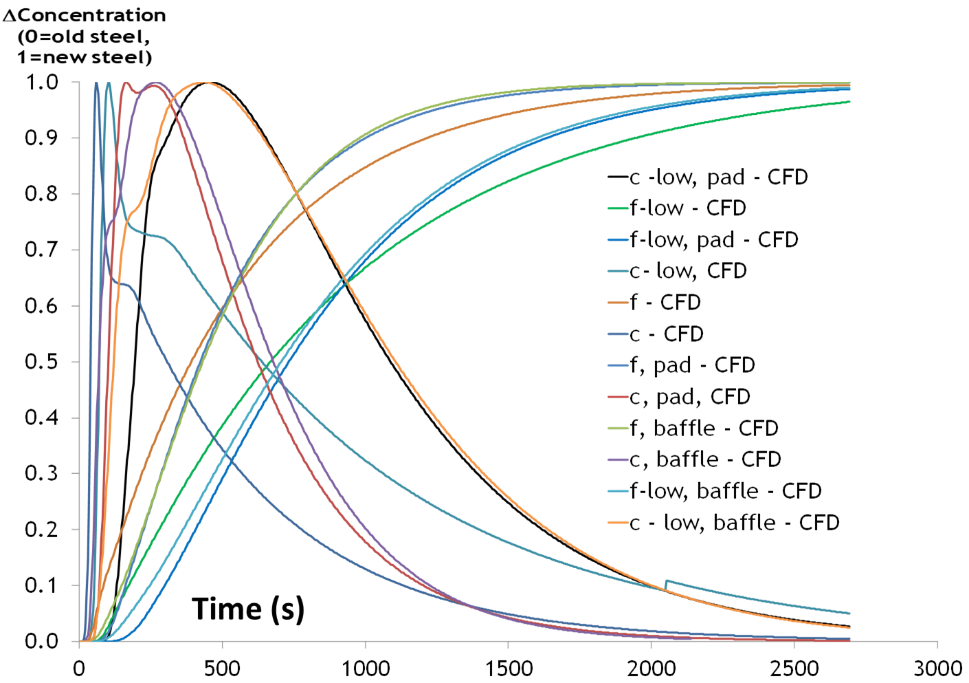 ΔConcentration
(0=old steel,
1=new steel)
1.0
0.9
0.8
0.7
0.6
0.5
0.4
0.3
0.2
0.1
0.0
c -low, pad - CFD
f-low - CFD
f-low, pad - CFD
c- low, CFD
f - CFD
c - CFD
f, pad - CFD
c, pad, CFD
f, baffle - CFD
c, baffle - CFD
f-low, baffle - CFD
c - low, baffle - CFD
Time (s)
0 500 1000 1500 2000 2500 3000